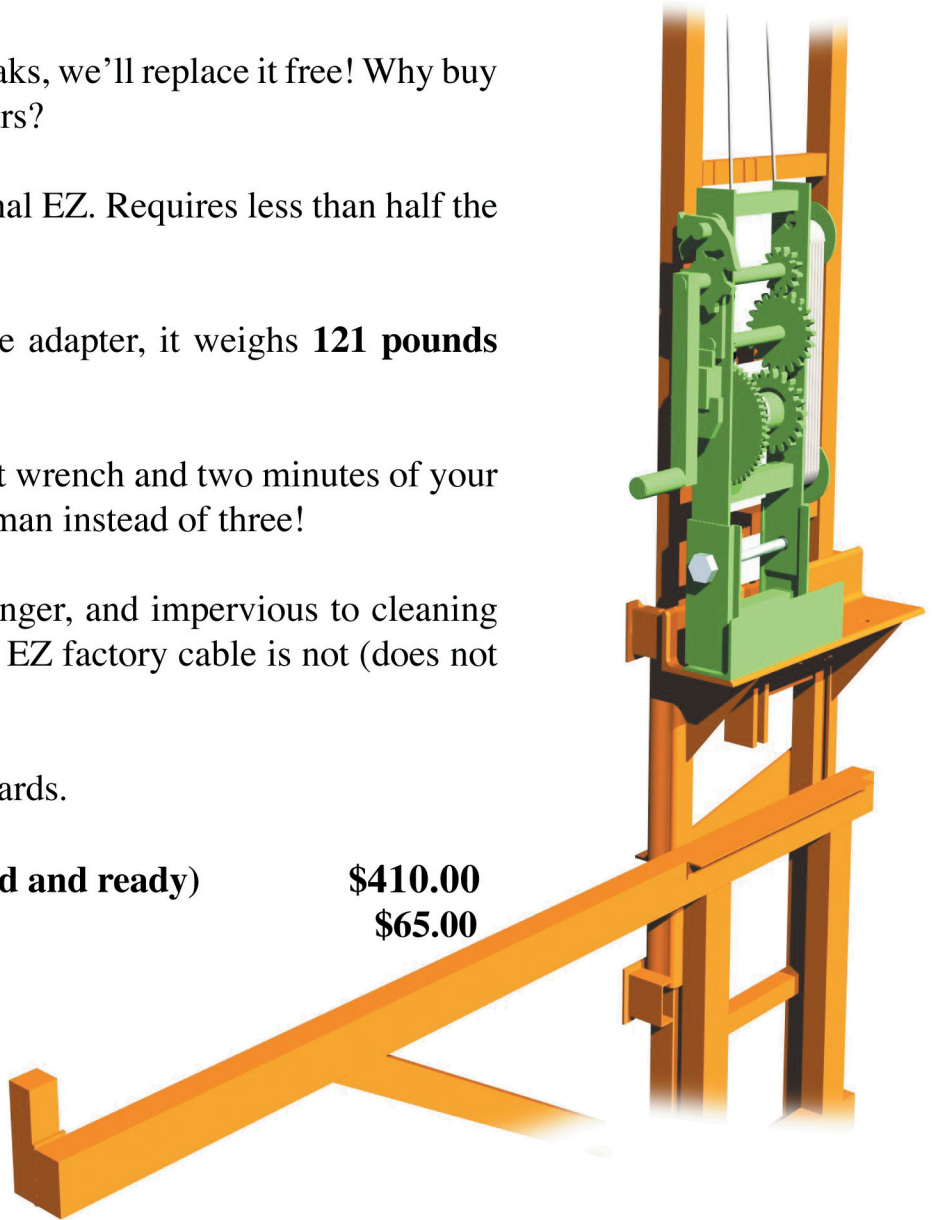 aks, we’ll replace it free! Why buy
rs?
nal EZ. Requires less than half the
e adapter, it weighs 121 pounds
t wrench and two minutes of your
man instead of three!
nger, and impervious to cleaning
EZ factory cable is not (does not
ards.
d and ready) $410.00
$65.00